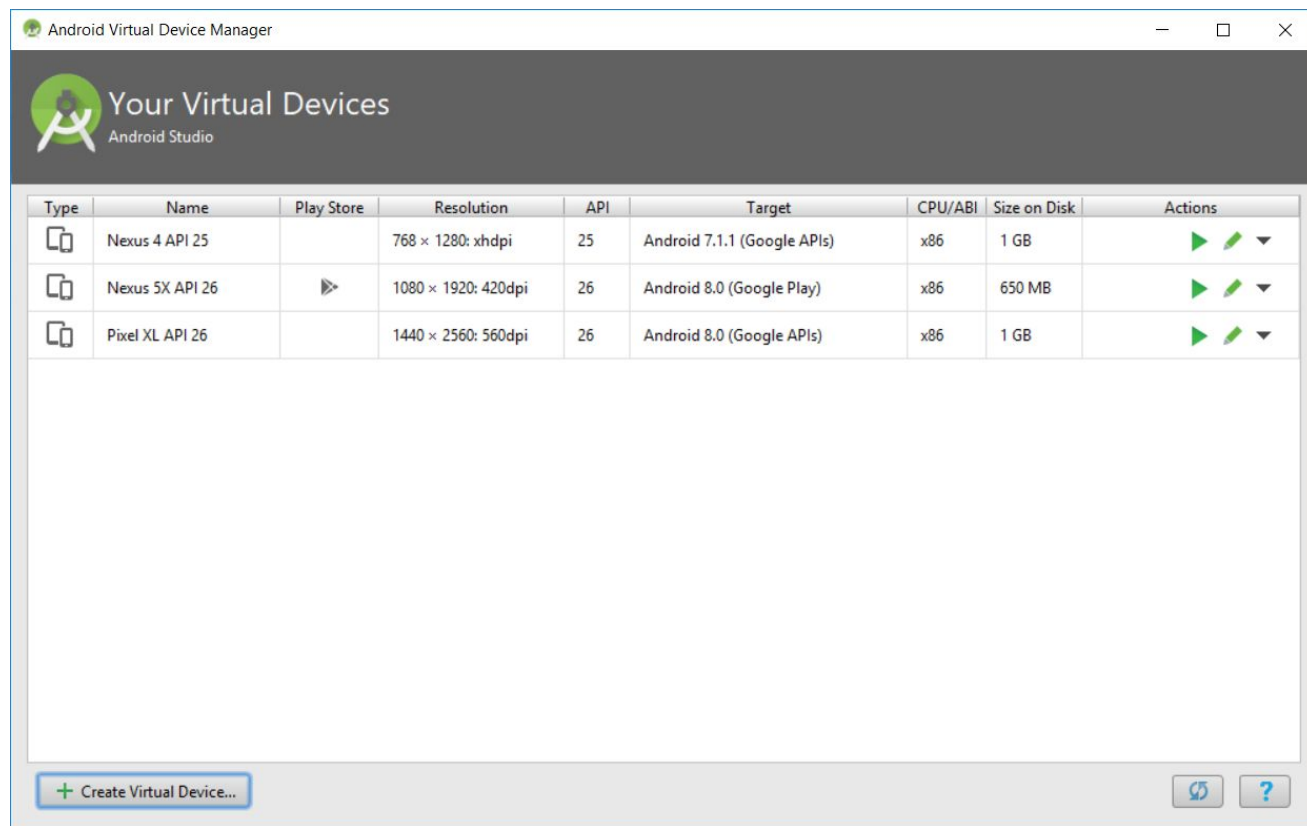 Android Virtual Device Manager
Your Virtual Devices
Android Studio
Type Name Play Store Resolution API Target CPU/ABI Size on Disk Actions
Nexus 4 API 25 768 × 1280: xhdpi 25 Android 7.1.1 (Google APIs) x86 1 GB
Nexus 5X API 26 1080 × 1920: 420dpi 26 Android 8.0 (Google Play) x86 650 MB
Pixel XL API 26 1440 × 2560: 560dpi 26 Android 8.0 (Google APIs) x86 1 GB
Create Virtual Device... ?